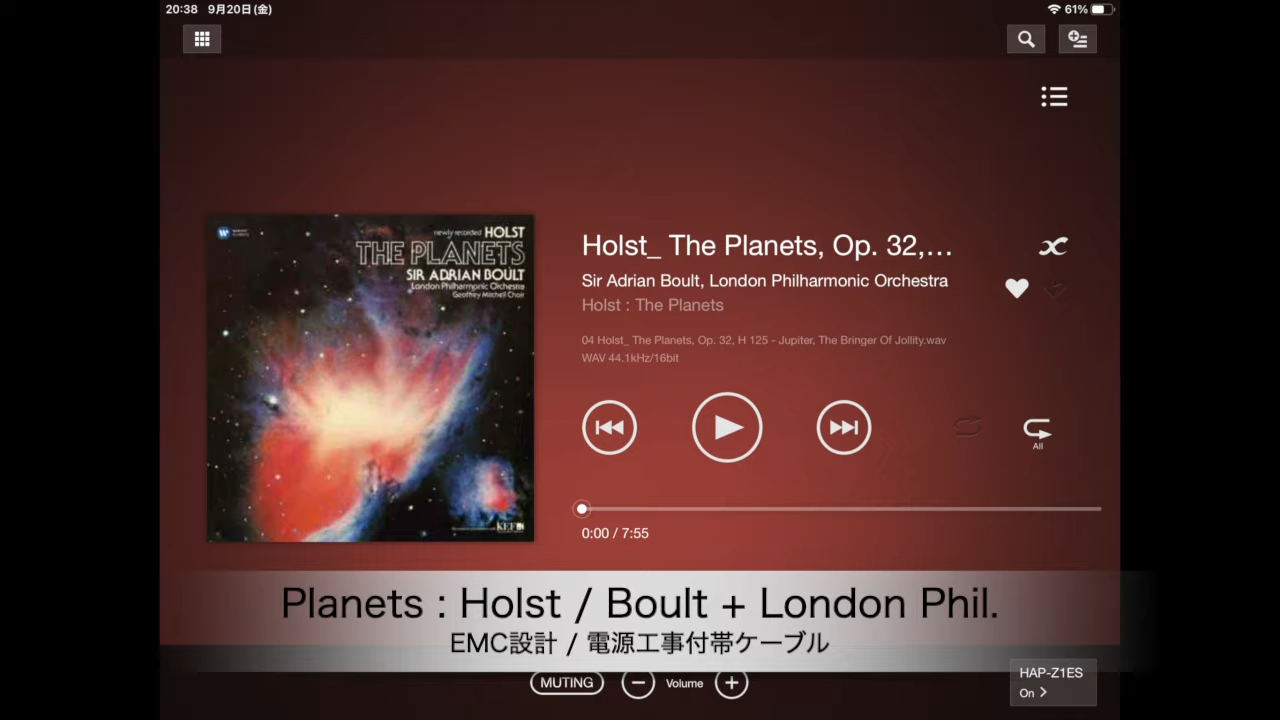 20:38 9月20日(金)
61%
newly recorded HOLST
THE PLANETS
SIR ADRIAN BOULT
London Philharmonic Orchestra
Geoffrey Mitchell Choir
KEF
Holst_ The Planets, Op. 32,…
Sir Adrian Boult, London Philharmonic Orchestra
Holst : The Planets
04 Holst_ The Planets, Op. 32, H 125 - Jupiter, The Bringer Of Jollity.wav
WAV 44.1kHz/16bit
All
0:00 / 7:55
Planets : Holst / Boult + London Phil.
EMC設計 / 電源工事付帯ケーブル
MUTING
Volume
HAP-Z1ES
On